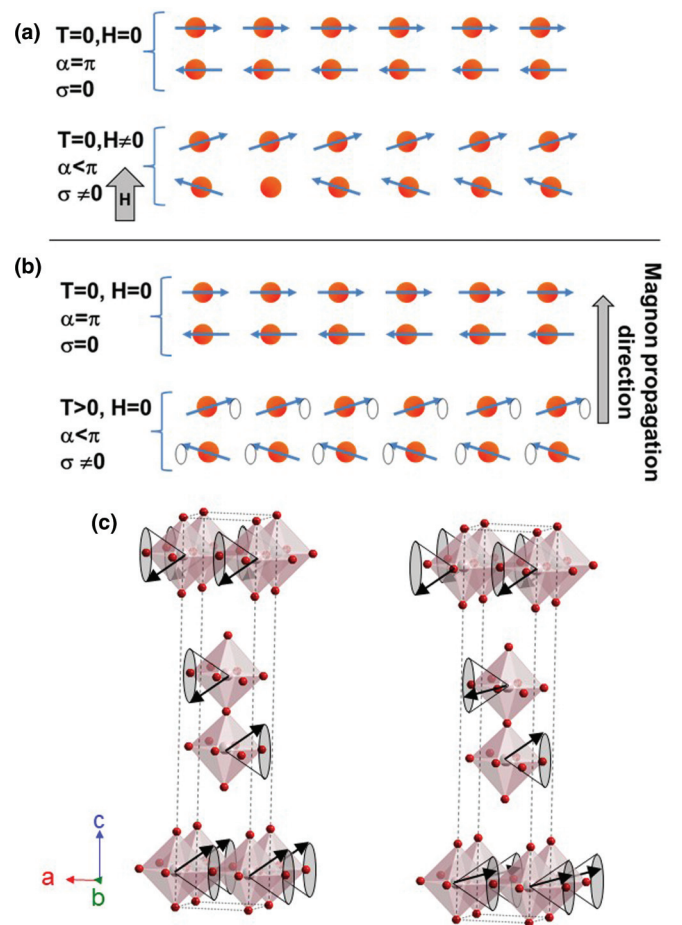 (a)
T=0,H=0
α=π
σ=0
T=0,H≠0
α<π
σ ≠0
H
(b)
T=0, H=0
α=π
σ=0
T>0, H=0
α<π
σ ≠0
Magnon propagation
direction
(c)
c
a
b